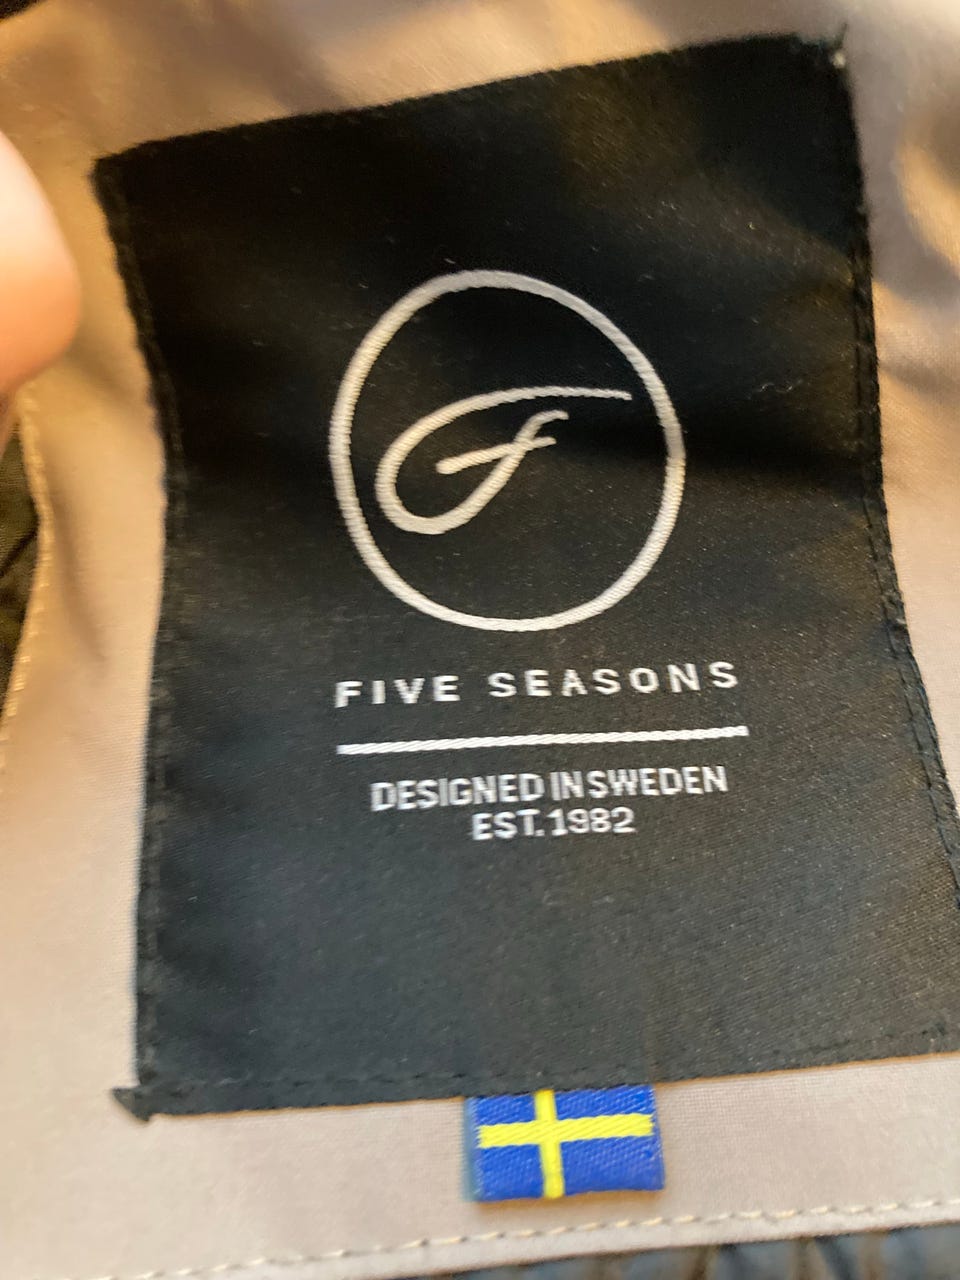 F
FIVE SEASONS
DESIGNED IN SWEDEN
EST. 1982